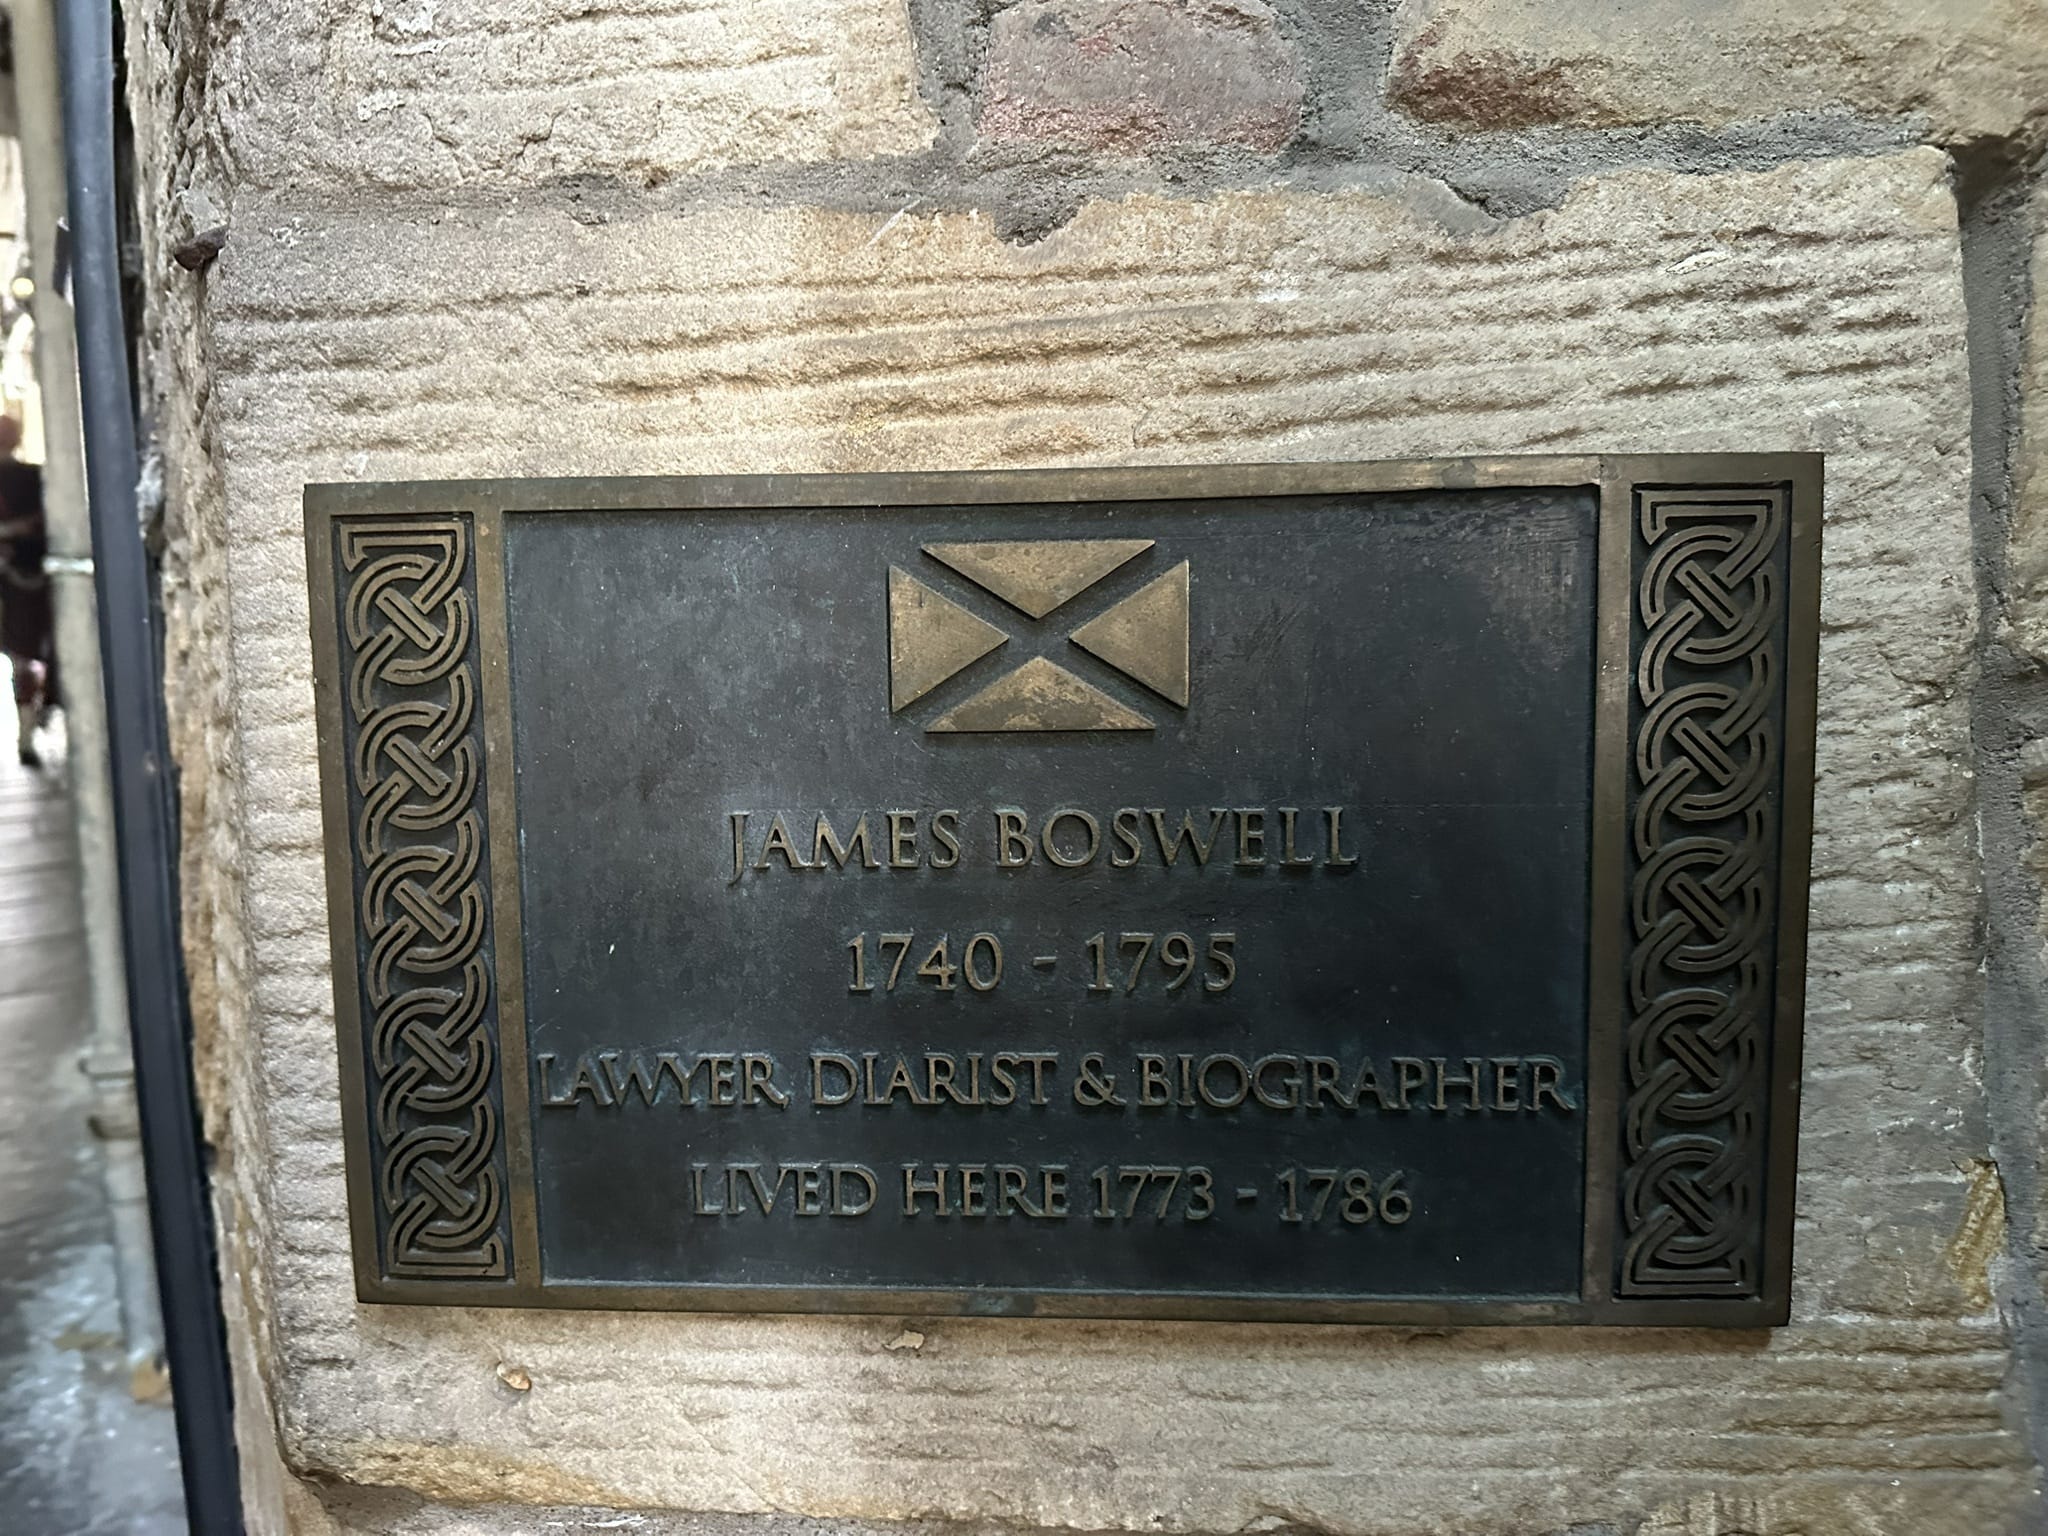 JAMES BOSWELL
1740 - 1795
LAWYER, DIARIST & BIOGRAPHER
LIVED HERE 1773 - 1786